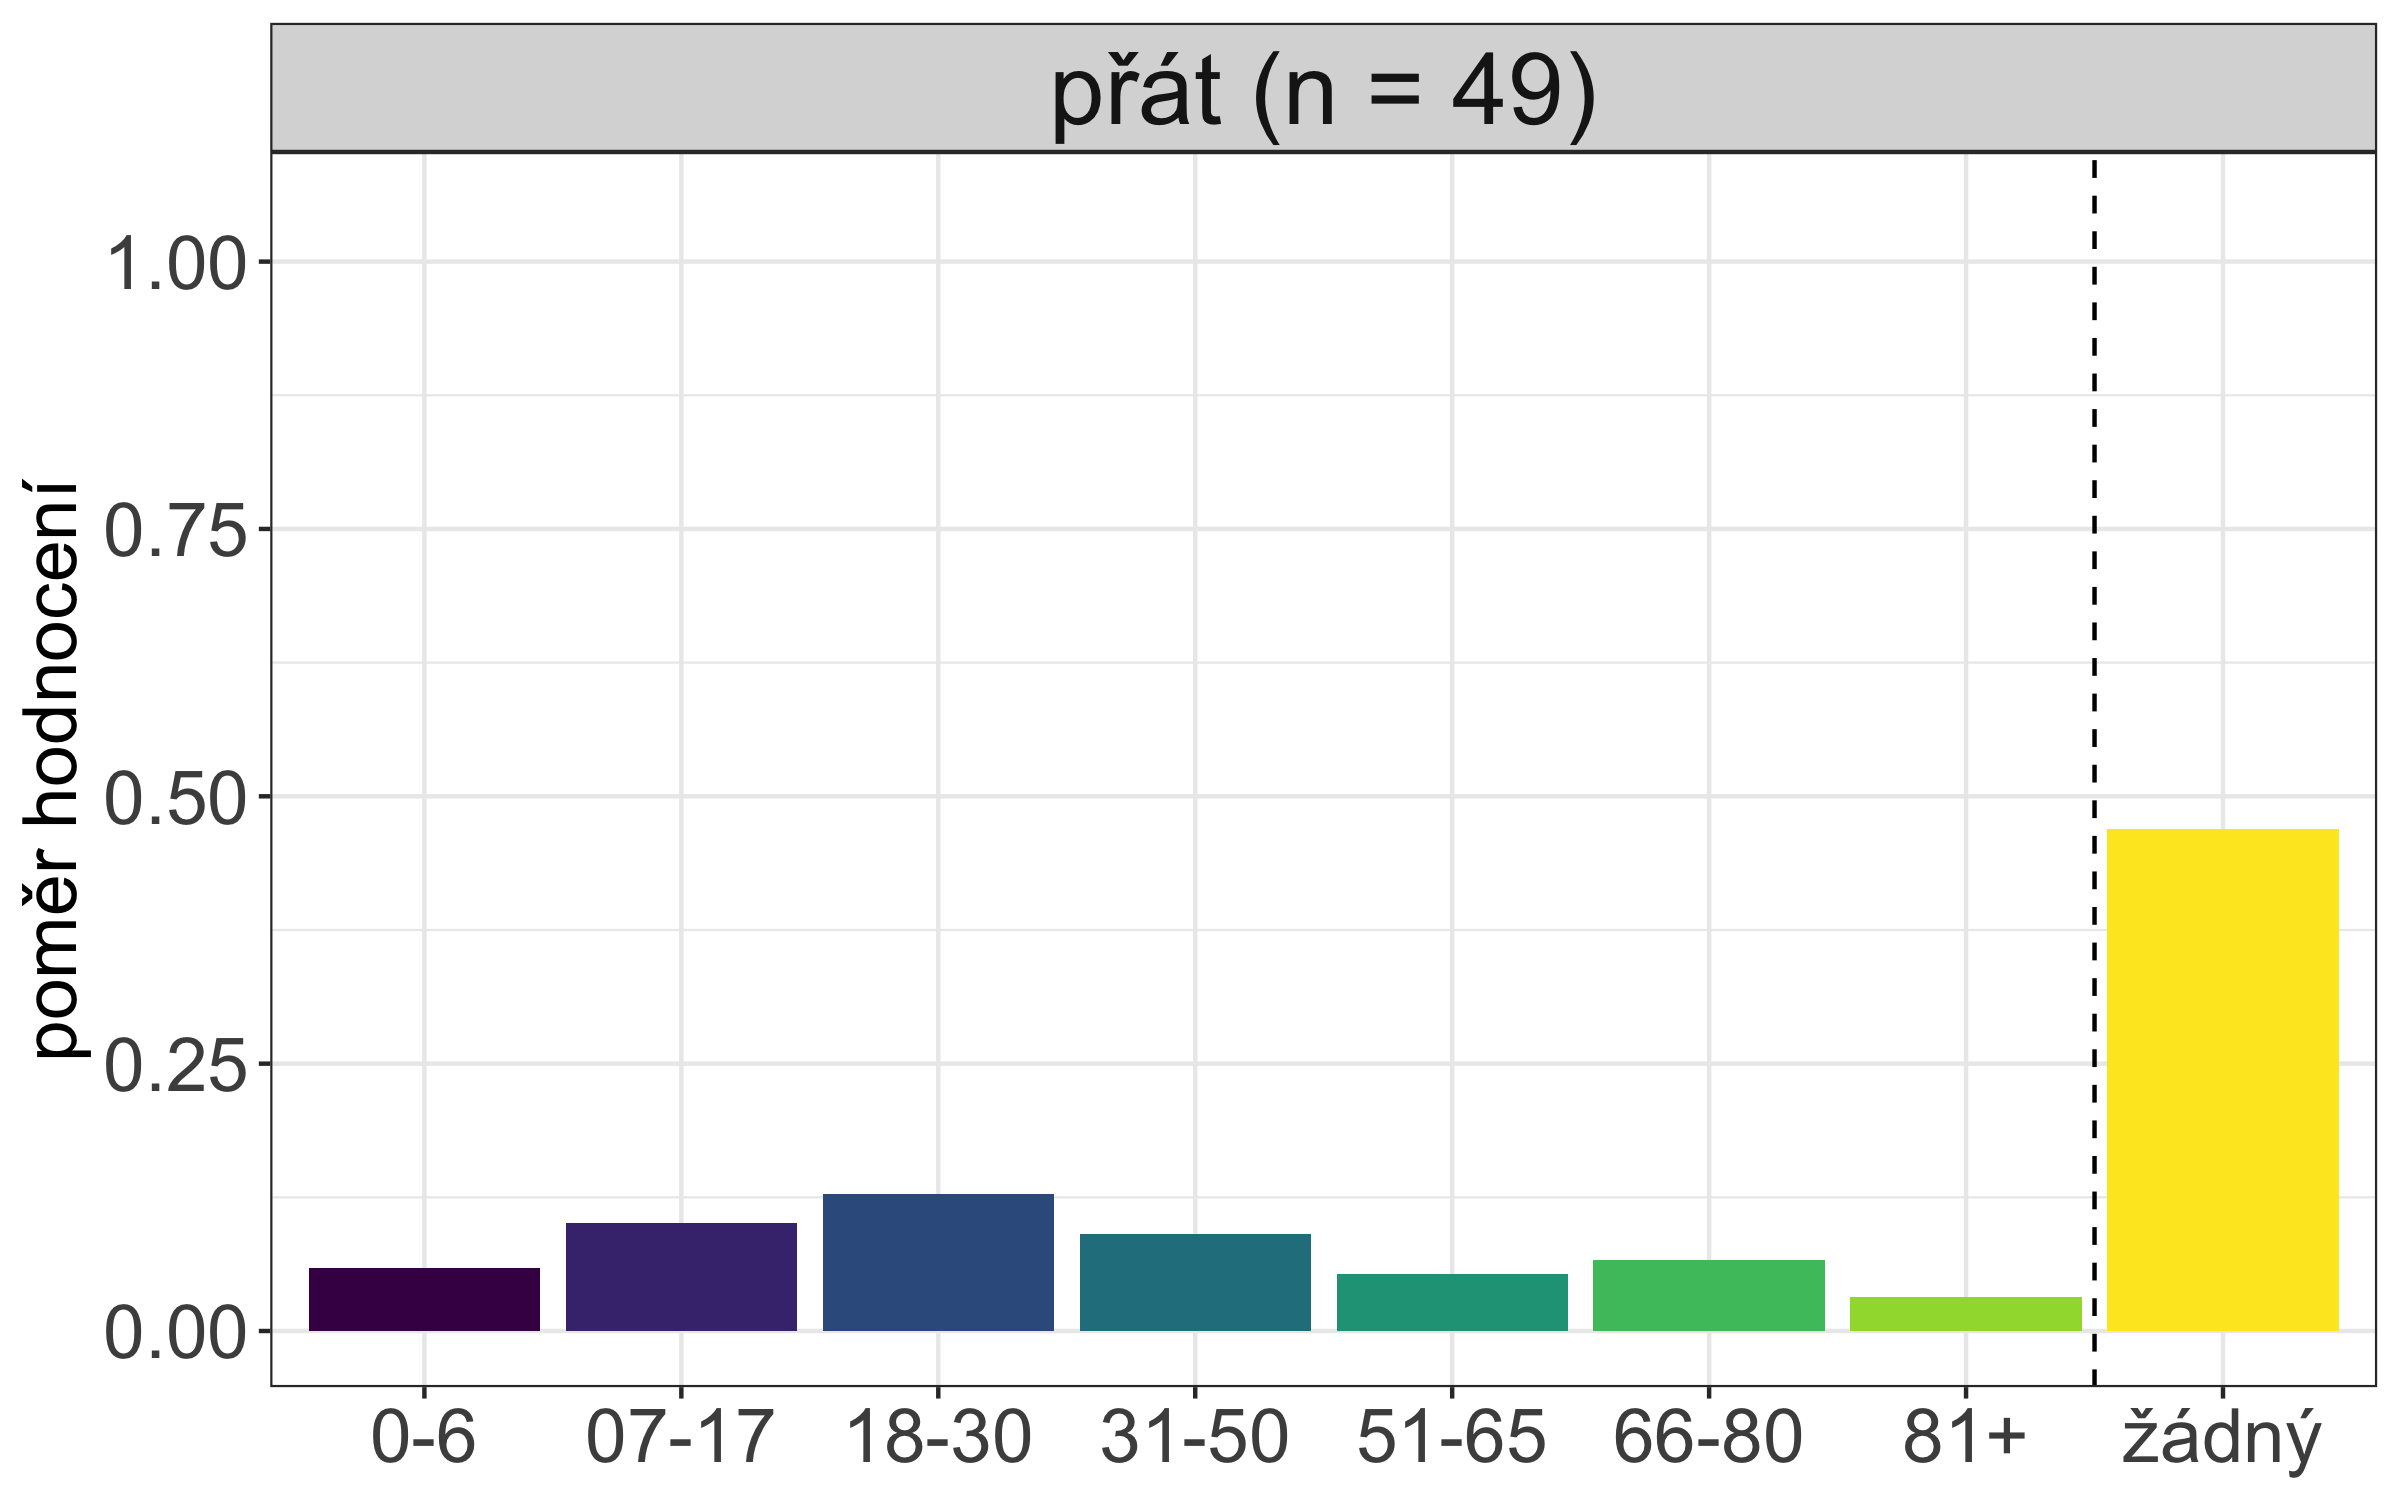 přát (n = 49)
poměr hodnocení
1.00
0.75
0.50
0.25
0.00
0-6 07-17 18-30 31-50 51-65 66-80 81+ žádný